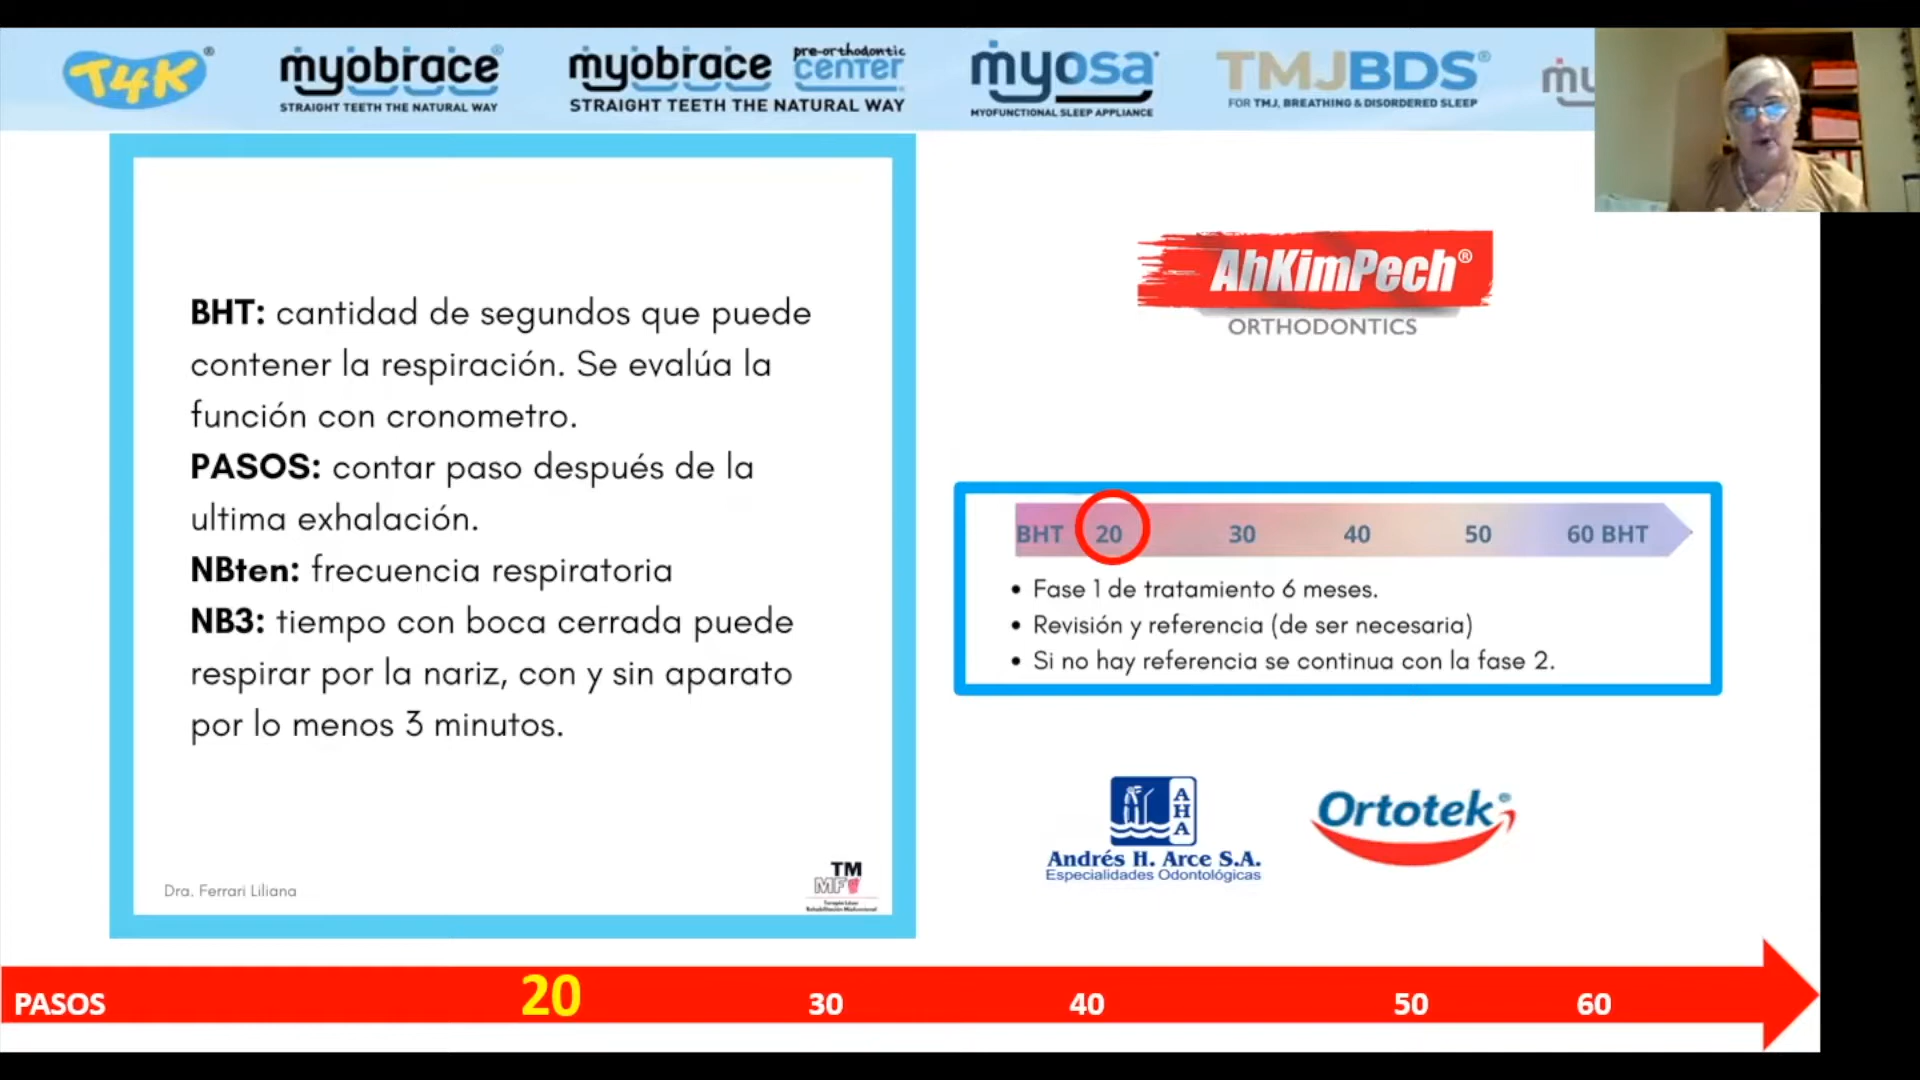 T4K®
myobrace®
STRAIGHT TEETH THE NATURAL WAY
myobrace pre-orthodontic center®
STRAIGHT TEETH THE NATURAL WAY
myosa®
MYOFUNCTIONAL SLEEP APPLIANCE
TMJBDS®
FOR TMJ, BREATHING & DISORDERED SLEEP
BHT: cantidad de segundos que puede
contener la respiración. Se evalúa la
función con cronometro.
PASOS: contar paso después de la
ultima exhalación.
NBten: frecuencia respiratoria
NB3: tiempo con boca cerrada puede
respirar por la nariz, con y sin aparato
por lo menos 3 minutos.
Dra. Ferrari Liliana
TM
MF
AhKimPech®
ORTHODONTICS
BHT 20 30 40 50 60 BHT
• Fase 1 de tratamiento 6 meses.
• Revisión y referencia (de ser necesaria)
• Si no hay referencia se continua con la fase 2.
AHA
Andrés H. Arce S.A.
Especialidades Odontológicas
Ortotek®
PASOS 20 30 40 50 60